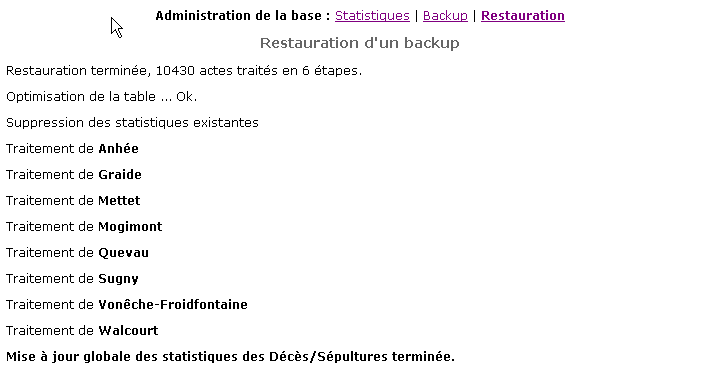 Administration de la base : Statistiques | Backup | Restauration
Restauration d'un backup
Restauration terminée, 10430 actes traités en 6 étapes.
Optimisation de la table ... Ok.
Suppression des statistiques existantes
Traitement de Anhée
Traitement de Graide
Traitement de Mettet
Traitement de Mogimont
Traitement de Quevau
Traitement de Sugny
Traitement de Vonêche-Froidfontaine
Traitement de Walcourt
Mise à jour globale des statistiques des Décès/Sépultures terminée.